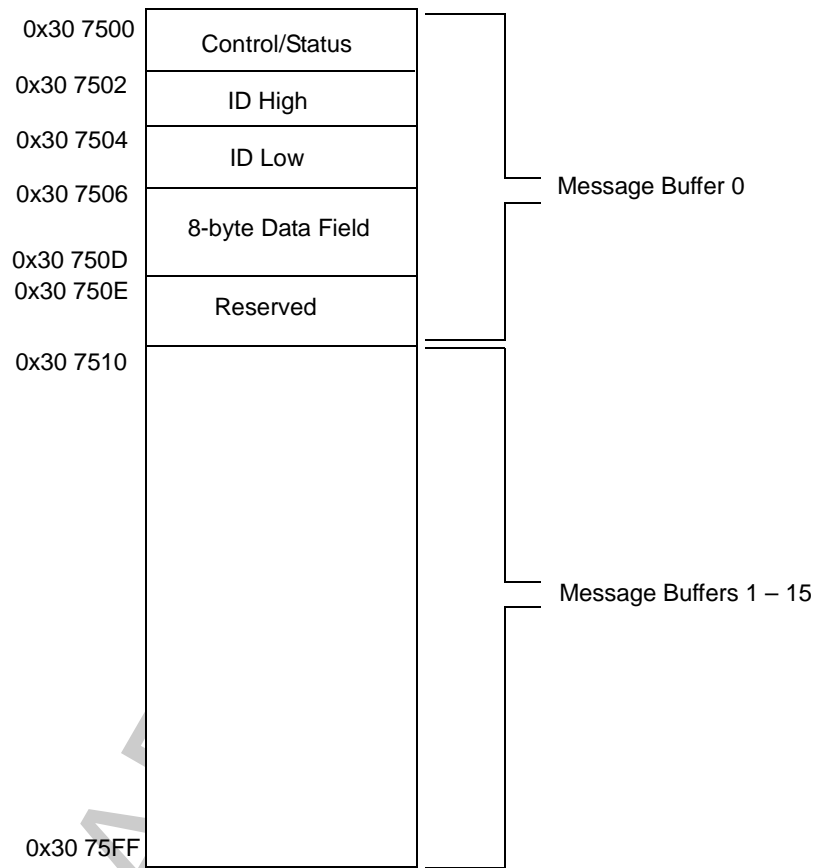 0x30 7500
Control/Status
0x30 7502
ID High
0x30 7504
ID Low
0x30 7506
8-byte Data Field
0x30 750D
0x30 750E
Reserved
Message Buffer 0
0x30 7510
Message Buffers 1 – 15
0x30 75FF